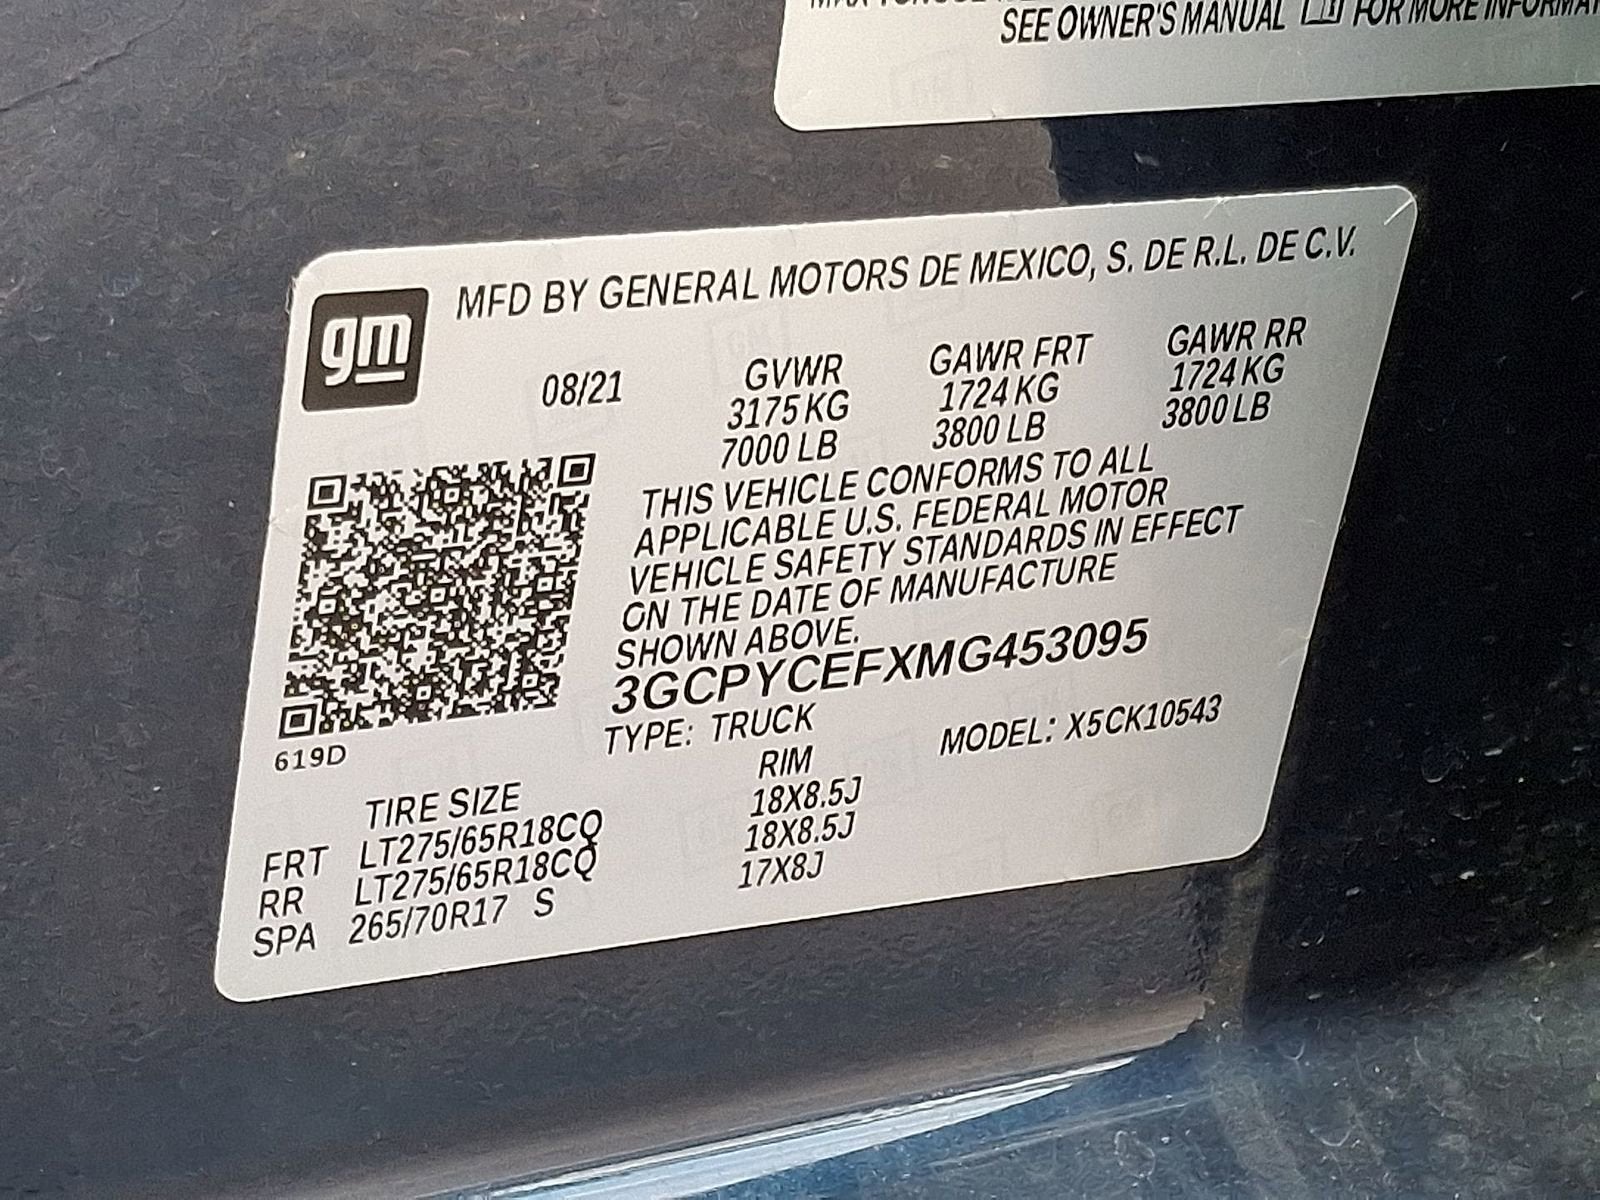 SEE OWNER'S MANUAL FOR MORE
gm
MFD BY GENERAL MOTORS DE MEXICO, S. DE R.L. DE C.V.
08/21 GVWR GAWR FRT GAWR RR
3175 KG 1724 KG 1724 KG
7000 LB 3800 LB 3800 LB
THIS VEHICLE CONFORMS TO ALL
APPLICABLE U.S. FEDERAL MOTOR
VEHICLE SAFETY STANDARDS IN EFFECT
ON THE DATE OF MANUFACTURE
SHOWN ABOVE.
3GCPYCEFXMG453095
TYPE: TRUCK MODEL: X5CK10543
619D
TIRE SIZE RIM
FRT LT275/65R18CQ 18X8.5J
RR LT275/65R18CQ 18X8.5J
SPA 265/70R17 S 17X8J